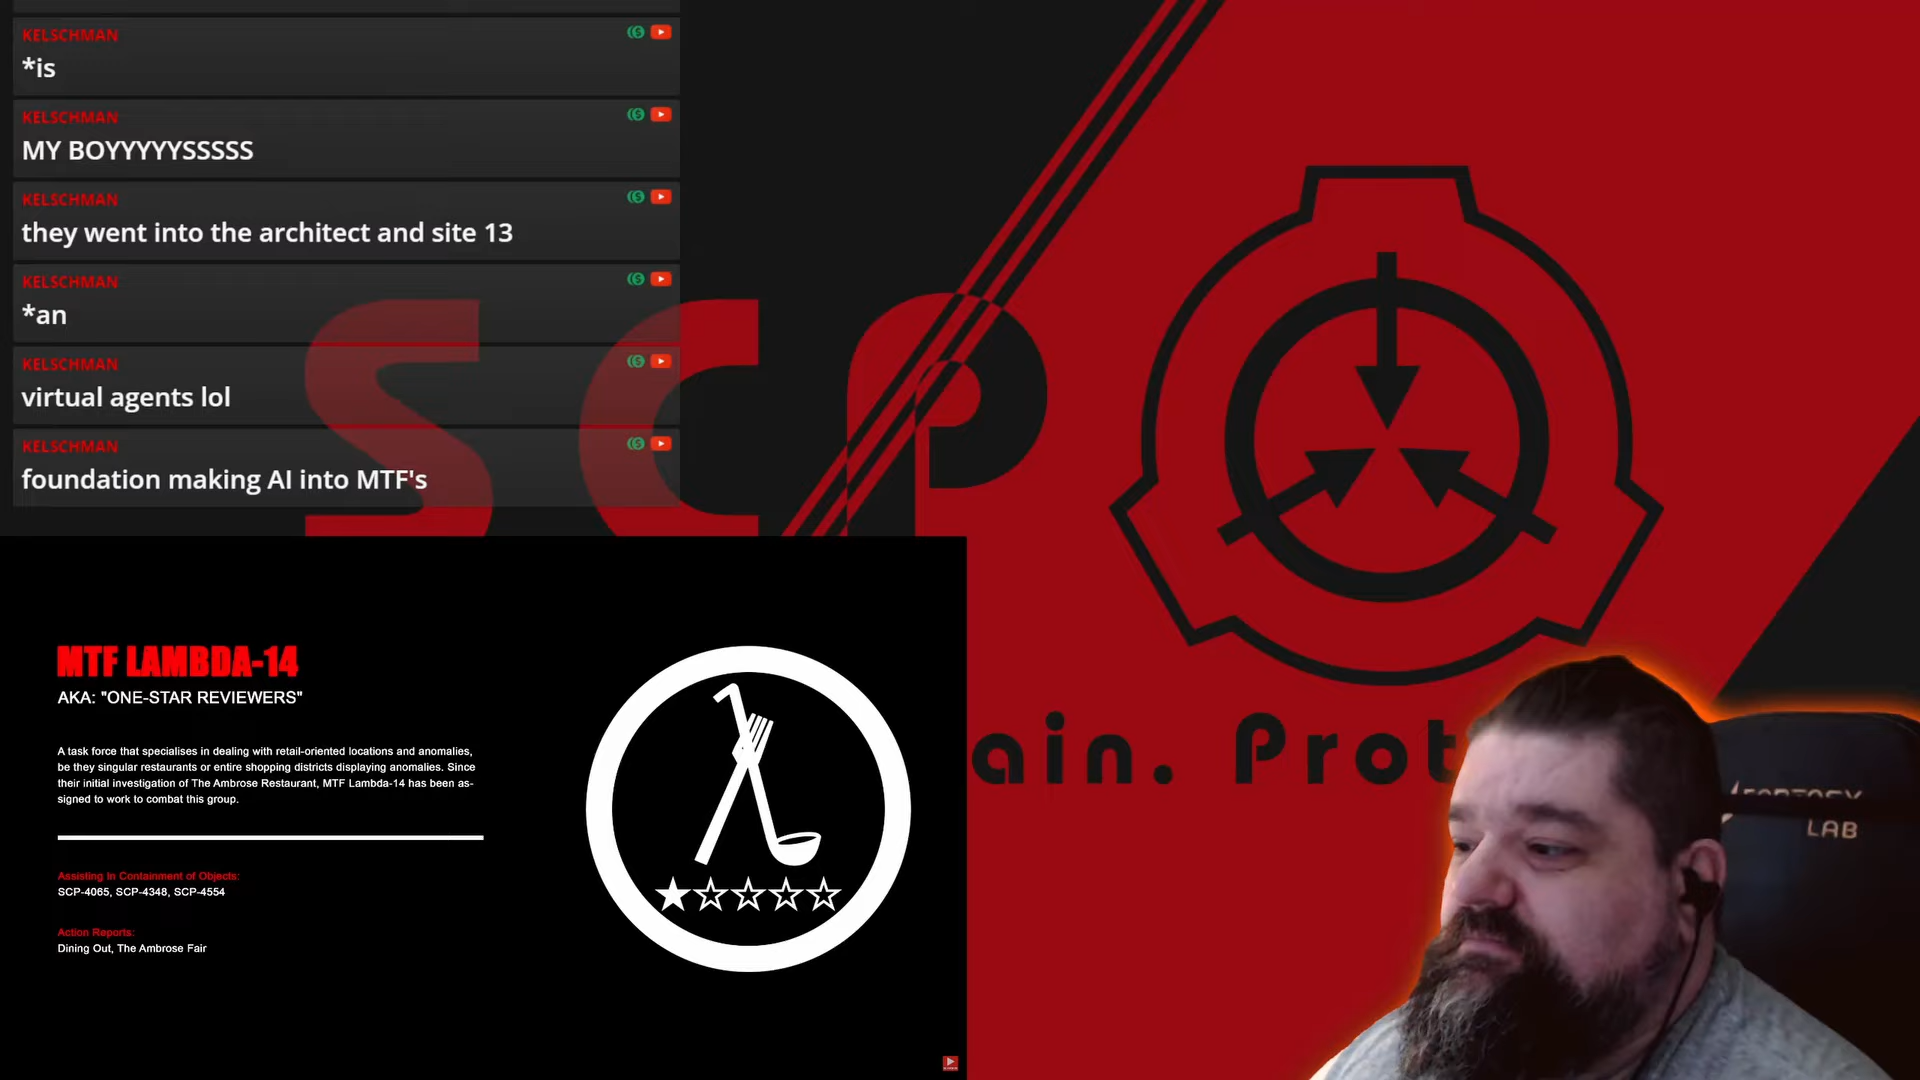 KELSCHMAN
*is
KELSCHMAN
MY BOYYYYYSSSSS
KELSCHMAN
they went into the architect and site 13
KELSCHMAN
*an
KELSCHMAN
virtual agents lol
KELSCHMAN
foundation making AI into MTF's
SCP
ain. Prot
MTF LAMBDA-14
AKA: "ONE-STAR REVIEWERS"
A task force that specialises in dealing with retail-oriented locations and anomalies,
be they singular restaurants or entire shopping districts displaying anomalies. Since
their initial investigation of The Ambrose Restaurant, MTF Lambda-14 has been as-
signed to work to combat this group.
Assisting In Containment of Objects:
SCP-4065, SCP-4348, SCP-4554
Action Reports:
Dining Out, The Ambrose Fair
LAB